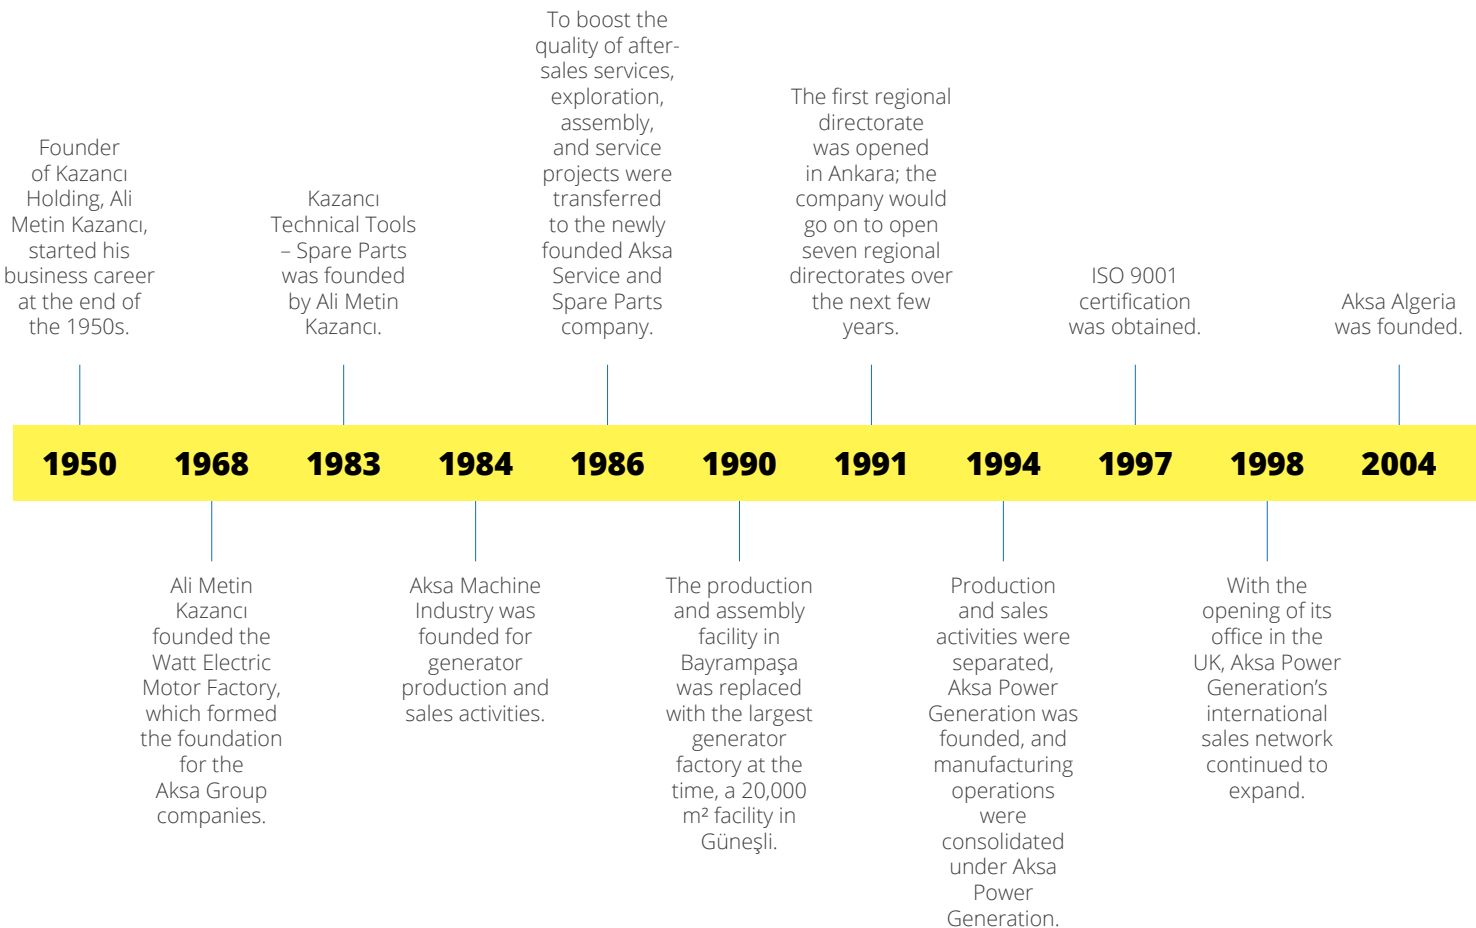 Founder
of Kazancı
Holding, Ali
Metin Kazancı,
started his
business career
at the end of
the 1950s.
Kazancı
Technical Tools
– Spare Parts
was founded
by Ali Metin
Kazancı.
To boost the
quality of after-
sales services,
exploration,
assembly,
and service
projects were
transferred
to the newly
founded Aksa
Service and
Spare Parts
company.
The first regional
directorate
was opened
in Ankara; the
company would
go on to open
seven regional
directorates over
the next few
years.
ISO 9001
certification
was obtained.
Aksa Algeria
was founded.
1950 1968 1983 1984 1986 1990 1991 1994 1997 1998 2004
Ali Metin
Kazancı
founded the
Watt Electric
Motor Factory,
which formed
the foundation
for the
Aksa Group
companies.
Aksa Machine
Industry was
founded for
generator
production and
sales activities.
The production
and assembly
facility in
Bayrampaşa
was replaced
with the largest
generator
factory at the
time, a 20,000
m² facility in
Güneşli.
Production
and sales
activities were
separated,
Aksa Power
Generation was
founded, and
manufacturing
operations
were
consolidated
under Aksa
Power
Generation.
With the
opening of its
office in the
UK, Aksa Power
Generation’s
international
sales network
continued to
expand.